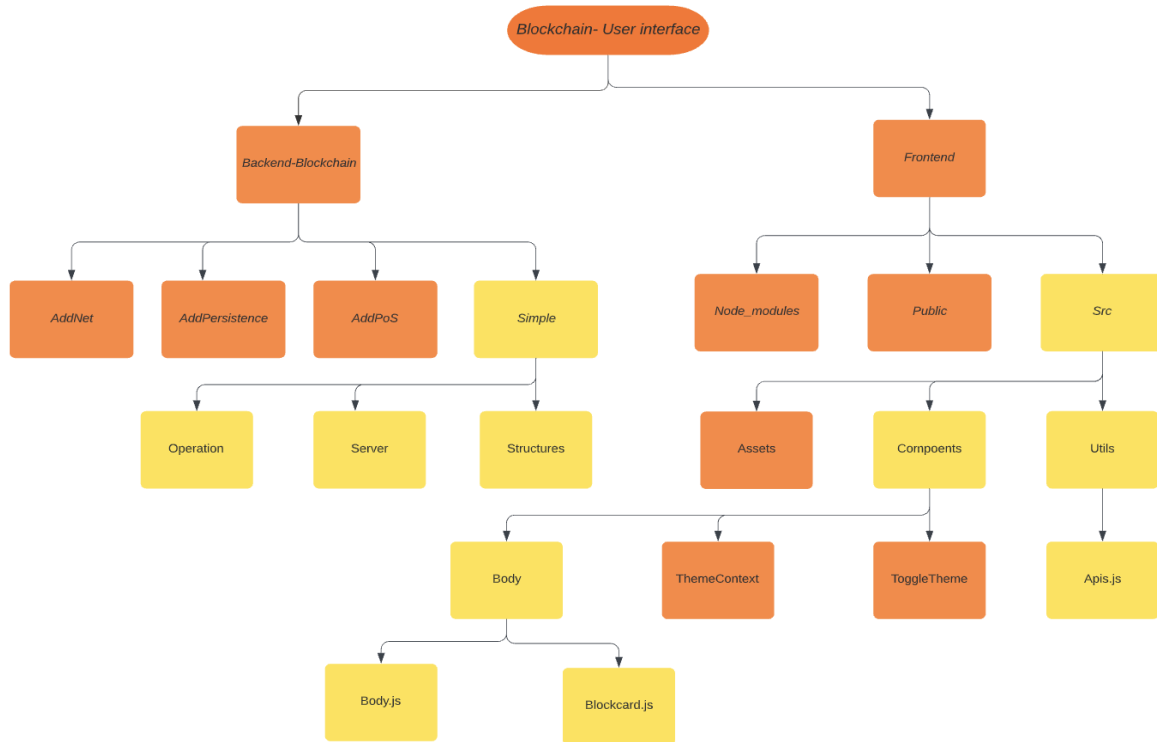 Blockchain- User interface
Backend-Blockchain
Frontend
AddNet
AddPersistence
AddPoS
Simple
Node_modules
Public
Src
Operation
Server
Structures
Assets
Compoents
Utils
Body
ThemeContext
ToggleTheme
Apis.js
Body.js
Blockcard.js